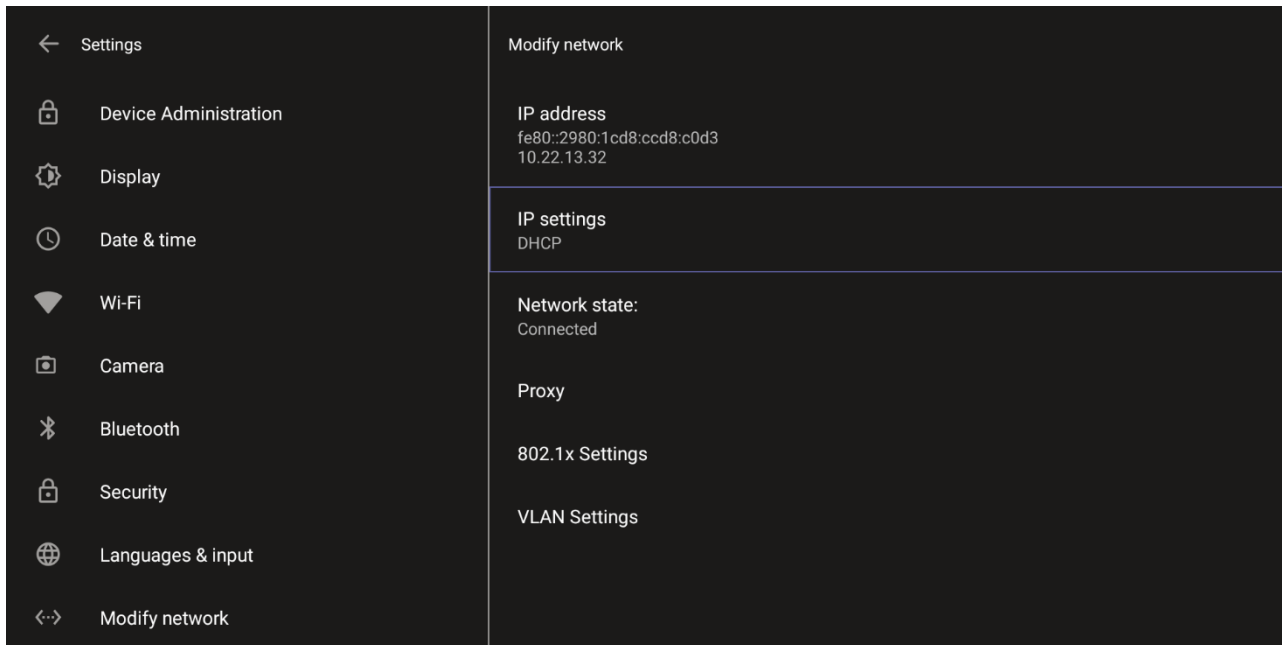 Settings
Device Administration
Display
Date & time
Wi-Fi
Camera
Bluetooth
Security
Languages & input
Modify network
Modify network
IP address
fe80::2980:1cd8:ccd8:c0d3
10.22.13.32
IP settings
DHCP
Network state:
Connected
Proxy
802.1x Settings
VLAN Settings